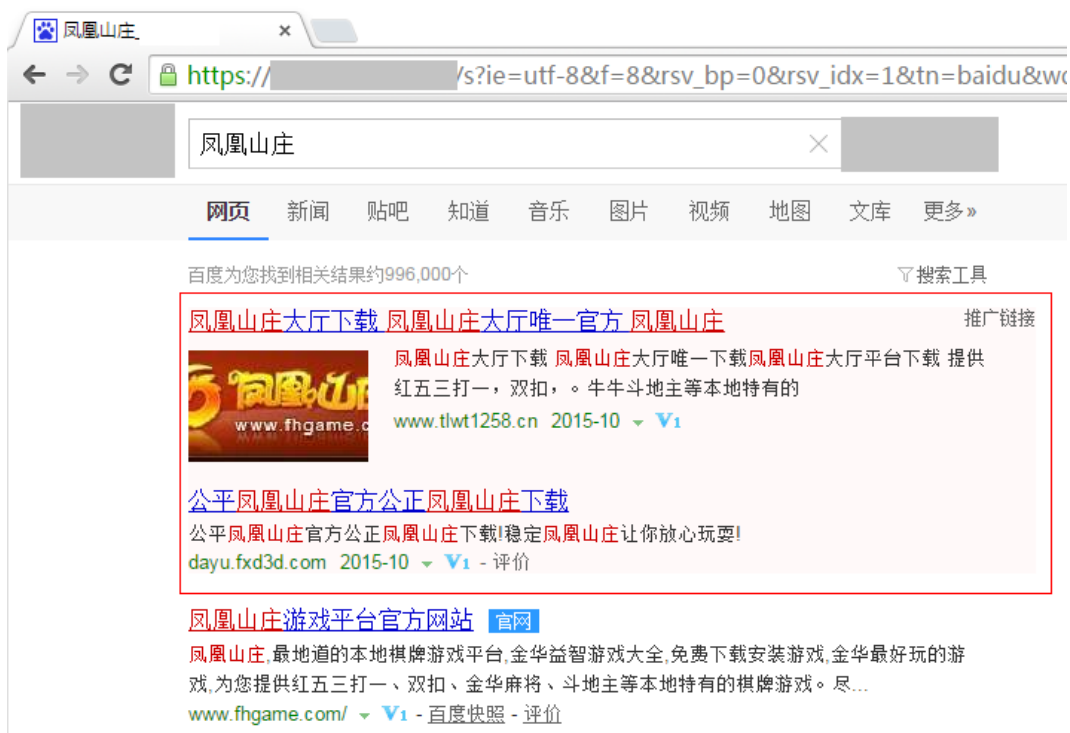 凤凰山庄_
https:// /s?ie=utf-8&f=8&rsv_bp=0&rsv_idx=1&tn=baidu&w
凤凰山庄
网页 新闻 贴吧 知道 音乐 图片 视频 地图 文库 更多»
百度为您找到相关结果约996,000个 搜索工具
凤凰山庄大厅下载 凤凰山庄大厅唯一官方 凤凰山庄 推广链接
凤凰山庄大厅下载 凤凰山庄大厅唯一下载凤凰山庄大厅平台下载 提供
红五三打一，双扣，。牛牛斗地主等本地特有的
凤凰山
www.fhgame.c
www.tlwt1258.cn 2015-10 V1
公平凤凰山庄官方公正凤凰山庄下载
公平凤凰山庄官方公正凤凰山庄下载!稳定凤凰山庄让你放心玩耍!
dayu.fxd3d.com 2015-10 V1 - 评价
凤凰山庄游戏平台官方网站 官网
凤凰山庄,最地道的本地棋牌游戏平台,金华益智游戏大全,免费下载安装游戏,金华最好玩的游
戏,为您提供红五三打一、双扣、金华麻将、斗地主等本地特有的棋牌游戏。尽...
www.fhgame.com/ V1 - 百度快照 - 评价